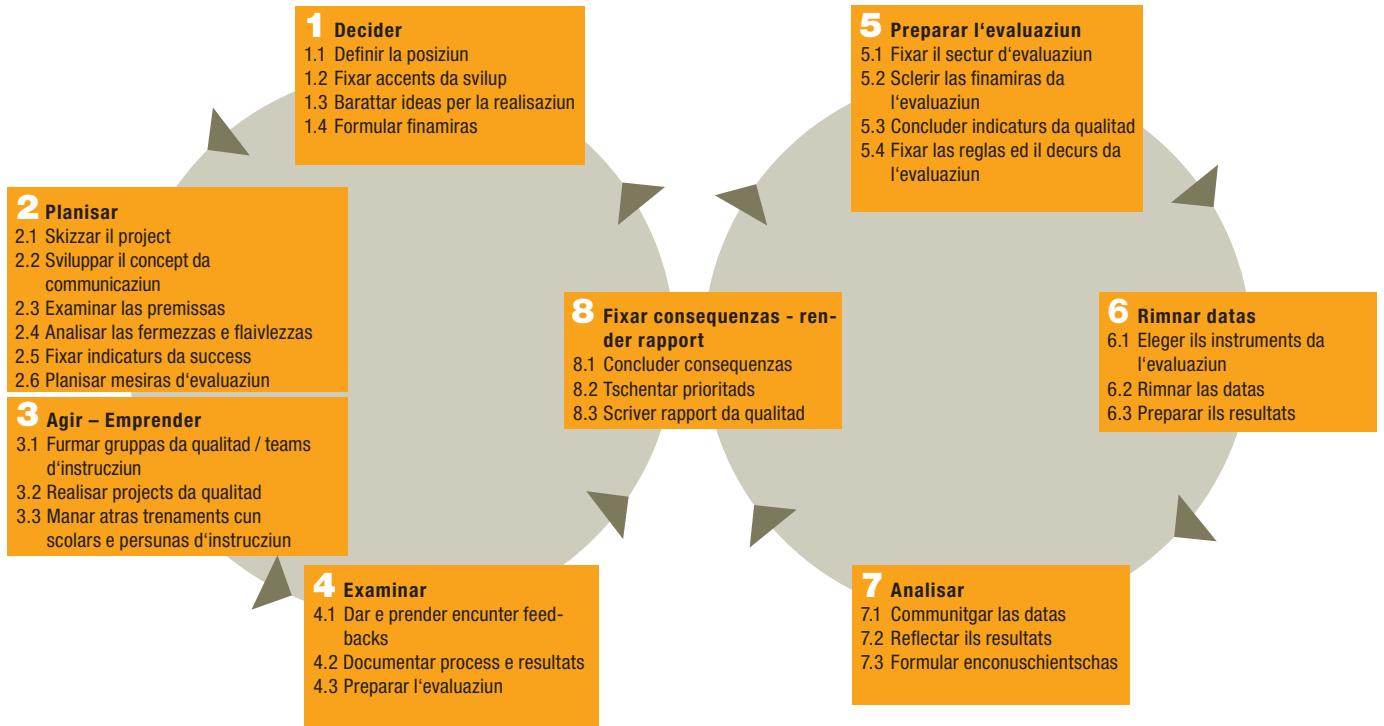 1 Decider
1.1 Definir la posiziun
1.2 Fixar accents da svilup
1.3 Barattar ideas per la realisaziun
1.4 Formular finamiras
2 Planisar
2.1 Skizzar il project
2.2 Sviluppar il concept da
communicaziun
2.3 Examinar las premissas
2.4 Analisar las fermezzas e flaivlezzas
2.5 Fixar indicaturs da success
2.6 Planisar mesiras d‘evaluaziun
3 Agir – Emprender
3.1 Furmar gruppas da qualitad / teams
d‘instrucziun
3.2 Realisar projects da qualitad
3.3 Manar atras trenaments cun
scolars e persunas d‘instrucziun
4 Examinar
4.1 Dar e prender encunter feed-
backs
4.2 Documentar process e resultats
4.3 Preparar l‘evaluaziun
5 Preparar l‘evaluaziun
5.1 Fixar il sectur d‘evaluaziun
5.2 Sclerir las finamiras da
l‘evaluaziun
5.3 Concluder indicaturs da qualitad
5.4 Fixar las reglas ed il decurs da
l‘evaluaziun
6 Rimnar datas
6.1 Eleger ils instruments da
l‘evaluaziun
6.2 Rimnar las datas
6.3 Preparar ils resultats
7 Analisar
7.1 Communitgar las datas
7.2 Reflectar ils resultats
7.3 Formular enconuschientschas
8 Fixar consequenzas - ren-
der rapport
8.1 Concluder consequenzas
8.2 Tschentar prioritads
8.3 Scriver rapport da qualitad